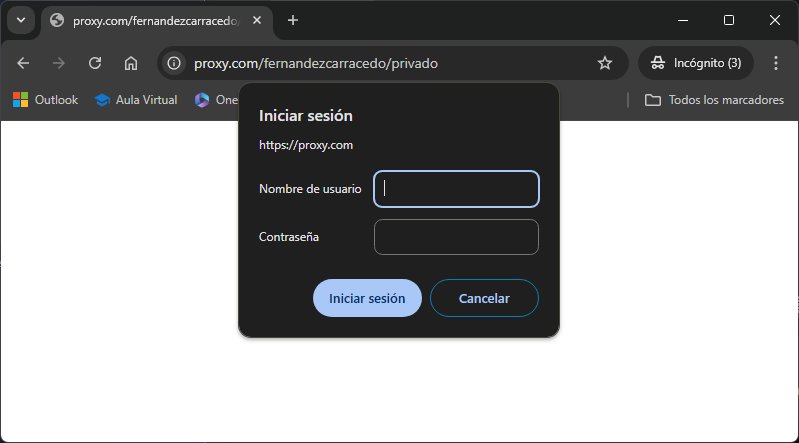 proxy.com/fernandezcarracedo
proxy.com/fernandezcarracedo/privado
Incógnito (3)
Outlook
Aula Virtual
One
Todos los marcadores
Iniciar sesión
https://proxy.com
Nombre de usuario
Contraseña
Iniciar sesión
Cancelar